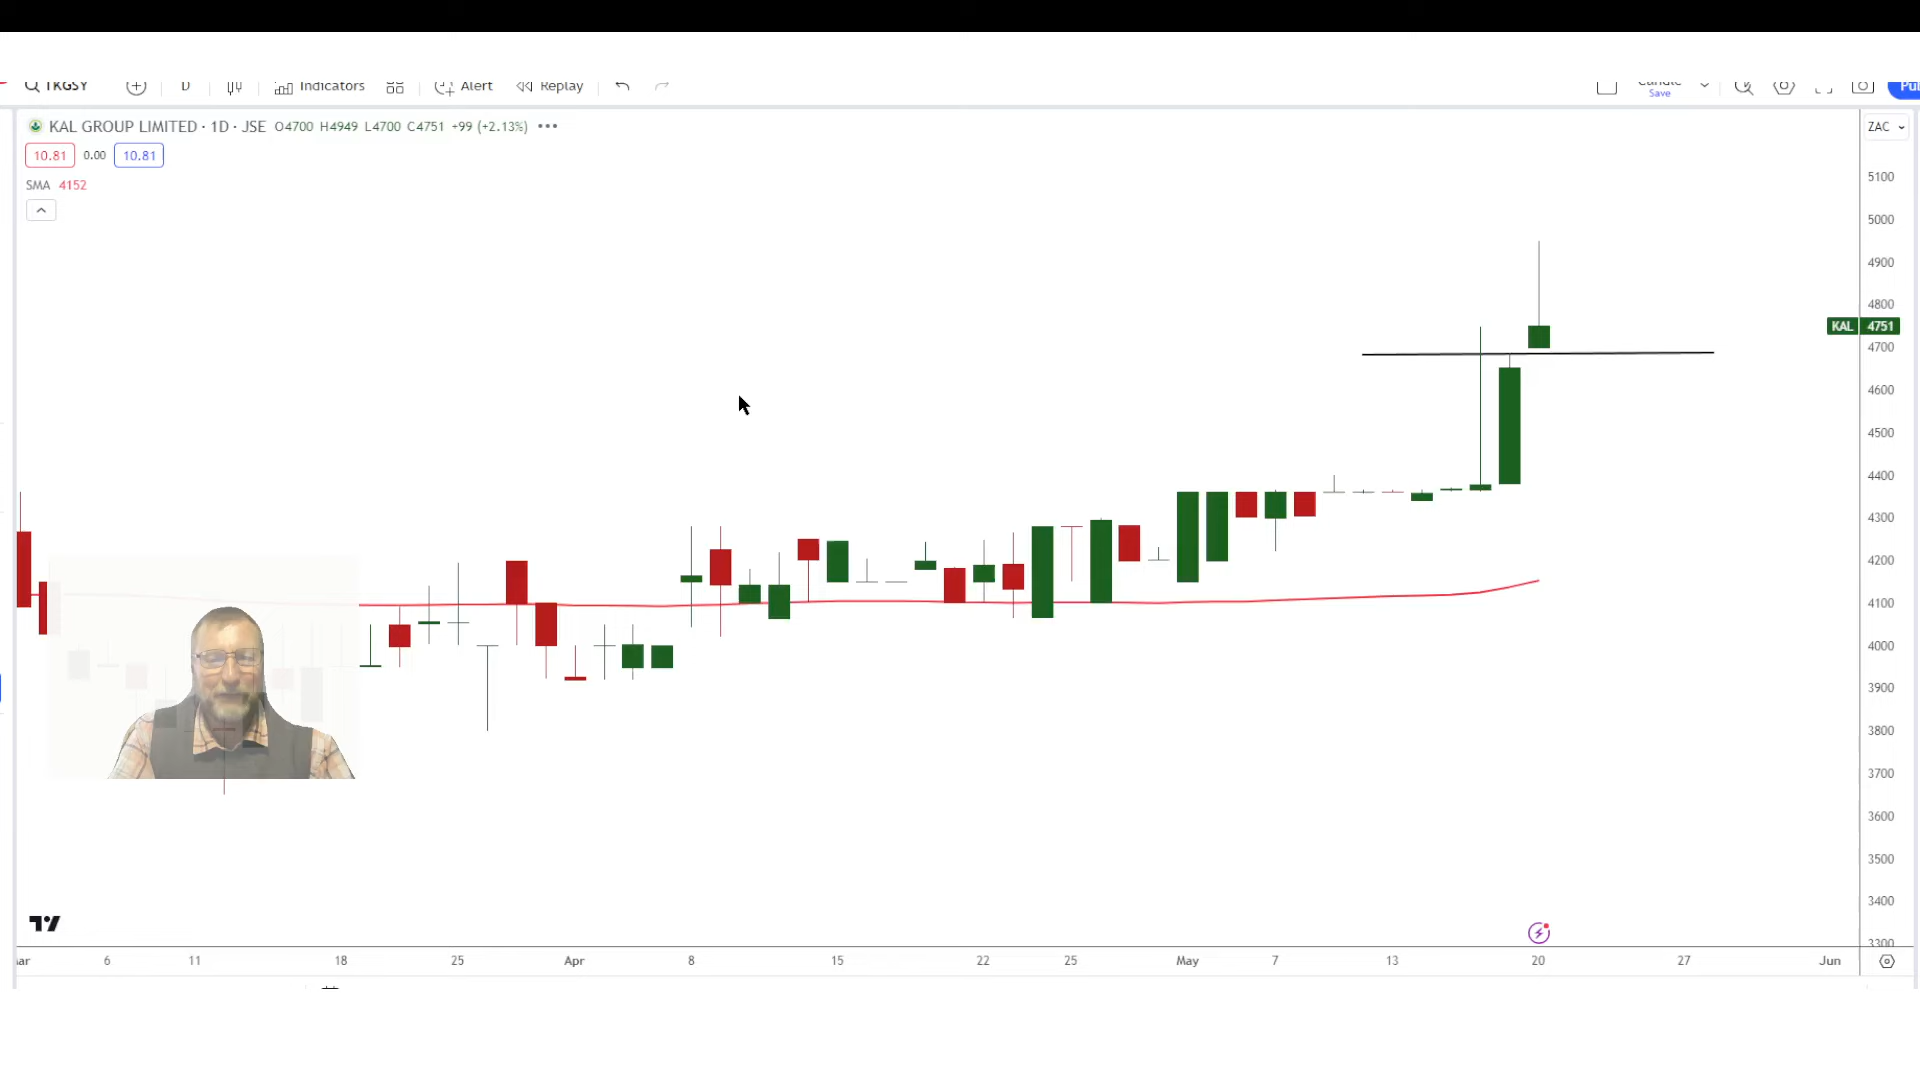 TKGSY D Indicators Alert Replay Candle
Save
KAL GROUP LIMITED · 1D · JSE O4700 H4949 L4700 C4751 +99 (+2.13%) •••
ZAC
10.81 0.00 10.81
SMA 4152
5100
5000
4900
4800
KAL 4751
4700
4600
4500
4400
4300
4200
4100
4000
3900
3800
3700
3600
3500
3400
3300
6 11 18 25 Apr 8 15 22 25 May 7 13 20 27 Jun